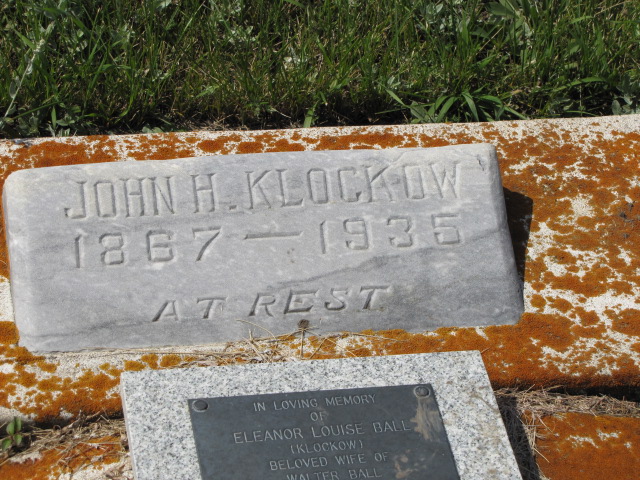 JOHN H. KLOCKOW
1867 — 1935
AT REST
IN LOVING MEMORY
OF
ELEANOR LOUISE BALL
(KLOCKOW)
BELOVED WIFE OF
WALTER BALL